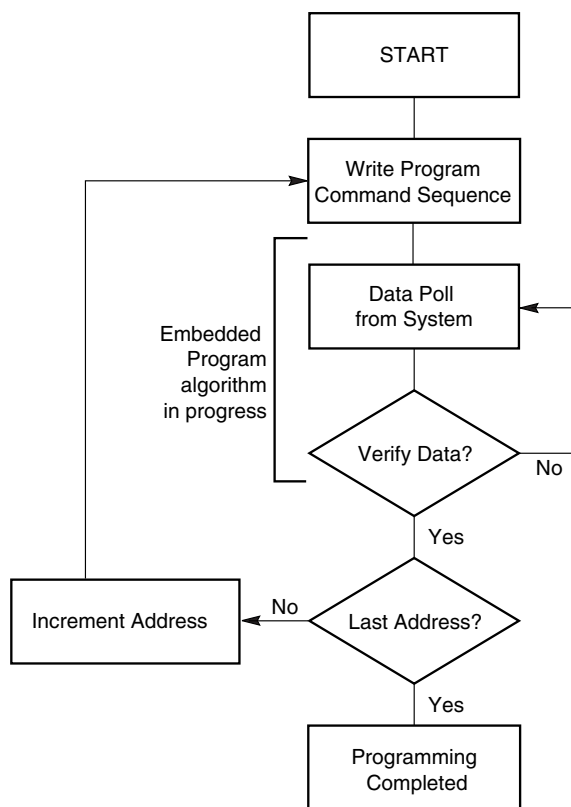 START
Write Program
Command Sequence
Data Poll
from System
Embedded
Program
algorithm
in progress
Verify Data?
No
Yes
Increment Address
No
Last Address?
Yes
Programming
Completed